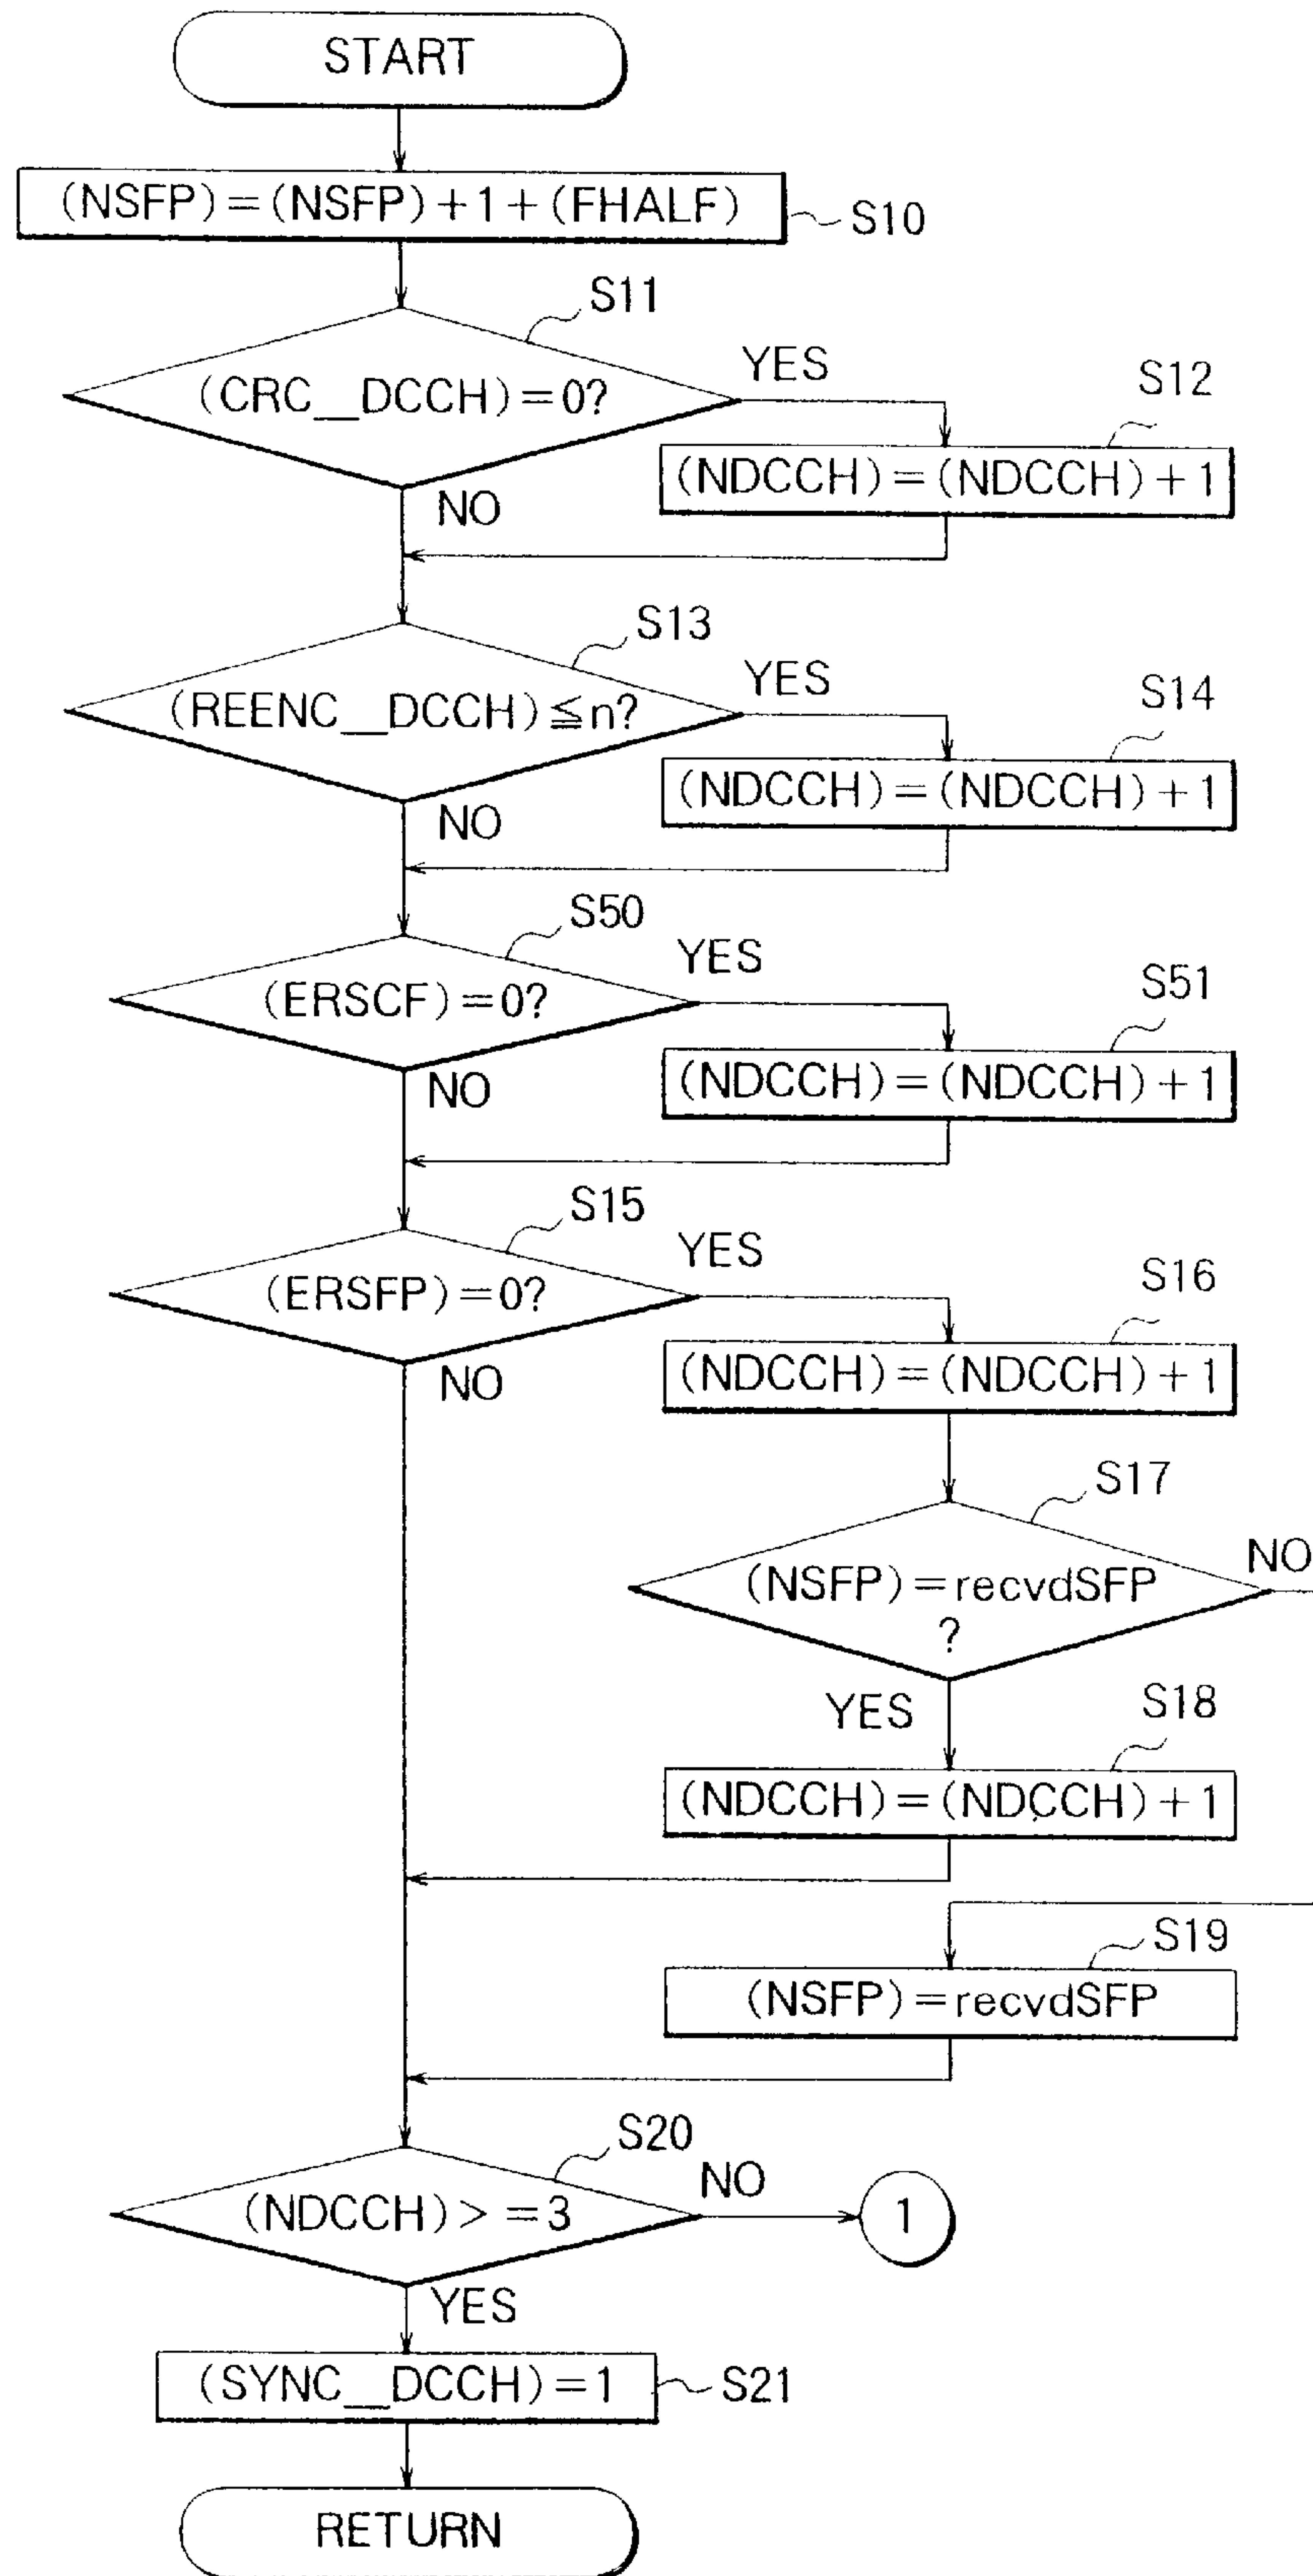 START
(NSFP)=(NSFP)+1+(FHALF)
S10
S11
(CRC__DCCH)=0?
YES
S12
(NDCCH)=(NDCCH)+1
NO
S13
(REENC__DCCH)≦n?
YES
S14
(NDCCH)=(NDCCH)+1
NO
S50
(ERSCF)=0?
YES
S51
(NDCCH)=(NDCCH)+1
NO
S15
(ERSFP)=0?
YES
S16
(NDCCH)=(NDCCH)+1
NO
S17
(NSFP)=recvdSFP
?
NO
YES
S18
(NDCCH)=(NDCCH)+1
S19
(NSFP)=recvdSFP
S20
(NDCCH)>=3
NO
1
YES
(SYNC__DCCH)=1
S21
RETURN